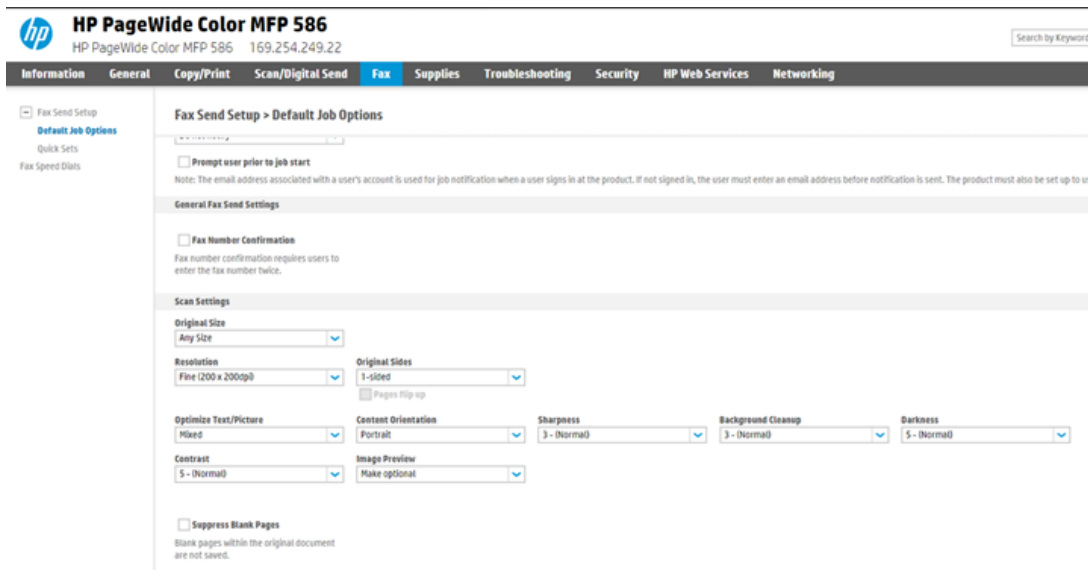 hp
HP PageWide Color MFP 586
HP PageWide Color MFP 586 169.254.249.22
Search by Keyword
Information General Copy/Print Scan/Digital Send Fax Supplies Troubleshooting Security HP Web Services Networking
Fax Send Setup
Default Job Options
Quick Sets
Fax Speed Dials
Fax Send Setup > Default Job Options
Prompt user prior to job start
Note: The email address associated with a user's account is used for job notification when a user signs in at the product. If not signed in, the user must enter an email address before notification is sent. The product must also be set up to
General Fax Send Settings
Fax Number Confirmation
Fax number confirmation requires users to
enter the fax number twice.
Scan Settings
Original Size
Any Size
Resolution Original Sides
Fine (200 x 200dpi) 1-sided
Pages flip up
Optimize Text/Picture Content Orientation Sharpness Background Cleanup Darkness
Mixed Portrait 3 - (Normal) 3 - (Normal) 5 - (Normal)
Contrast Image Preview
5 - (Normal) Make optional
Suppress Blank Pages
Blank pages within the original document
are not saved.